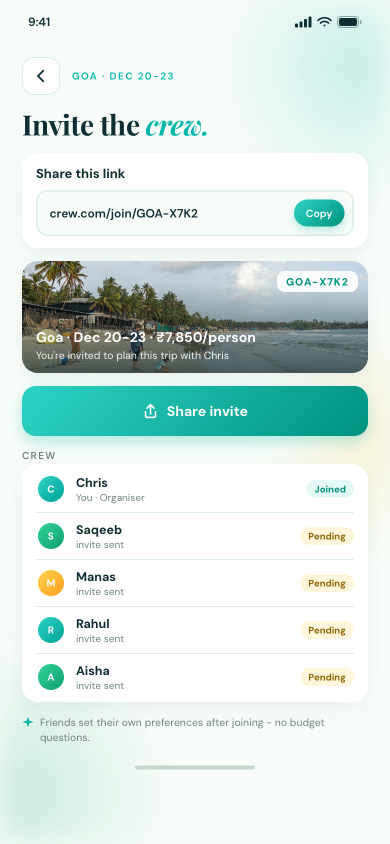 9:41
GOA · DEC 20-23
Invite the crew.
Share this link
crew.com/join/GOA-X7K2
Copy
GOA-X7K2
Goa · Dec 20-23 · ₹7,850/person
You're invited to plan this trip with Chris
Share invite
CREW
C
Chris
You · Organiser
Joined
S
Saqeeb
invite sent
Pending
M
Manas
invite sent
Pending
R
Rahul
invite sent
Pending
A
Aisha
invite sent
Pending
Friends set their own preferences after joining - no budget
questions.